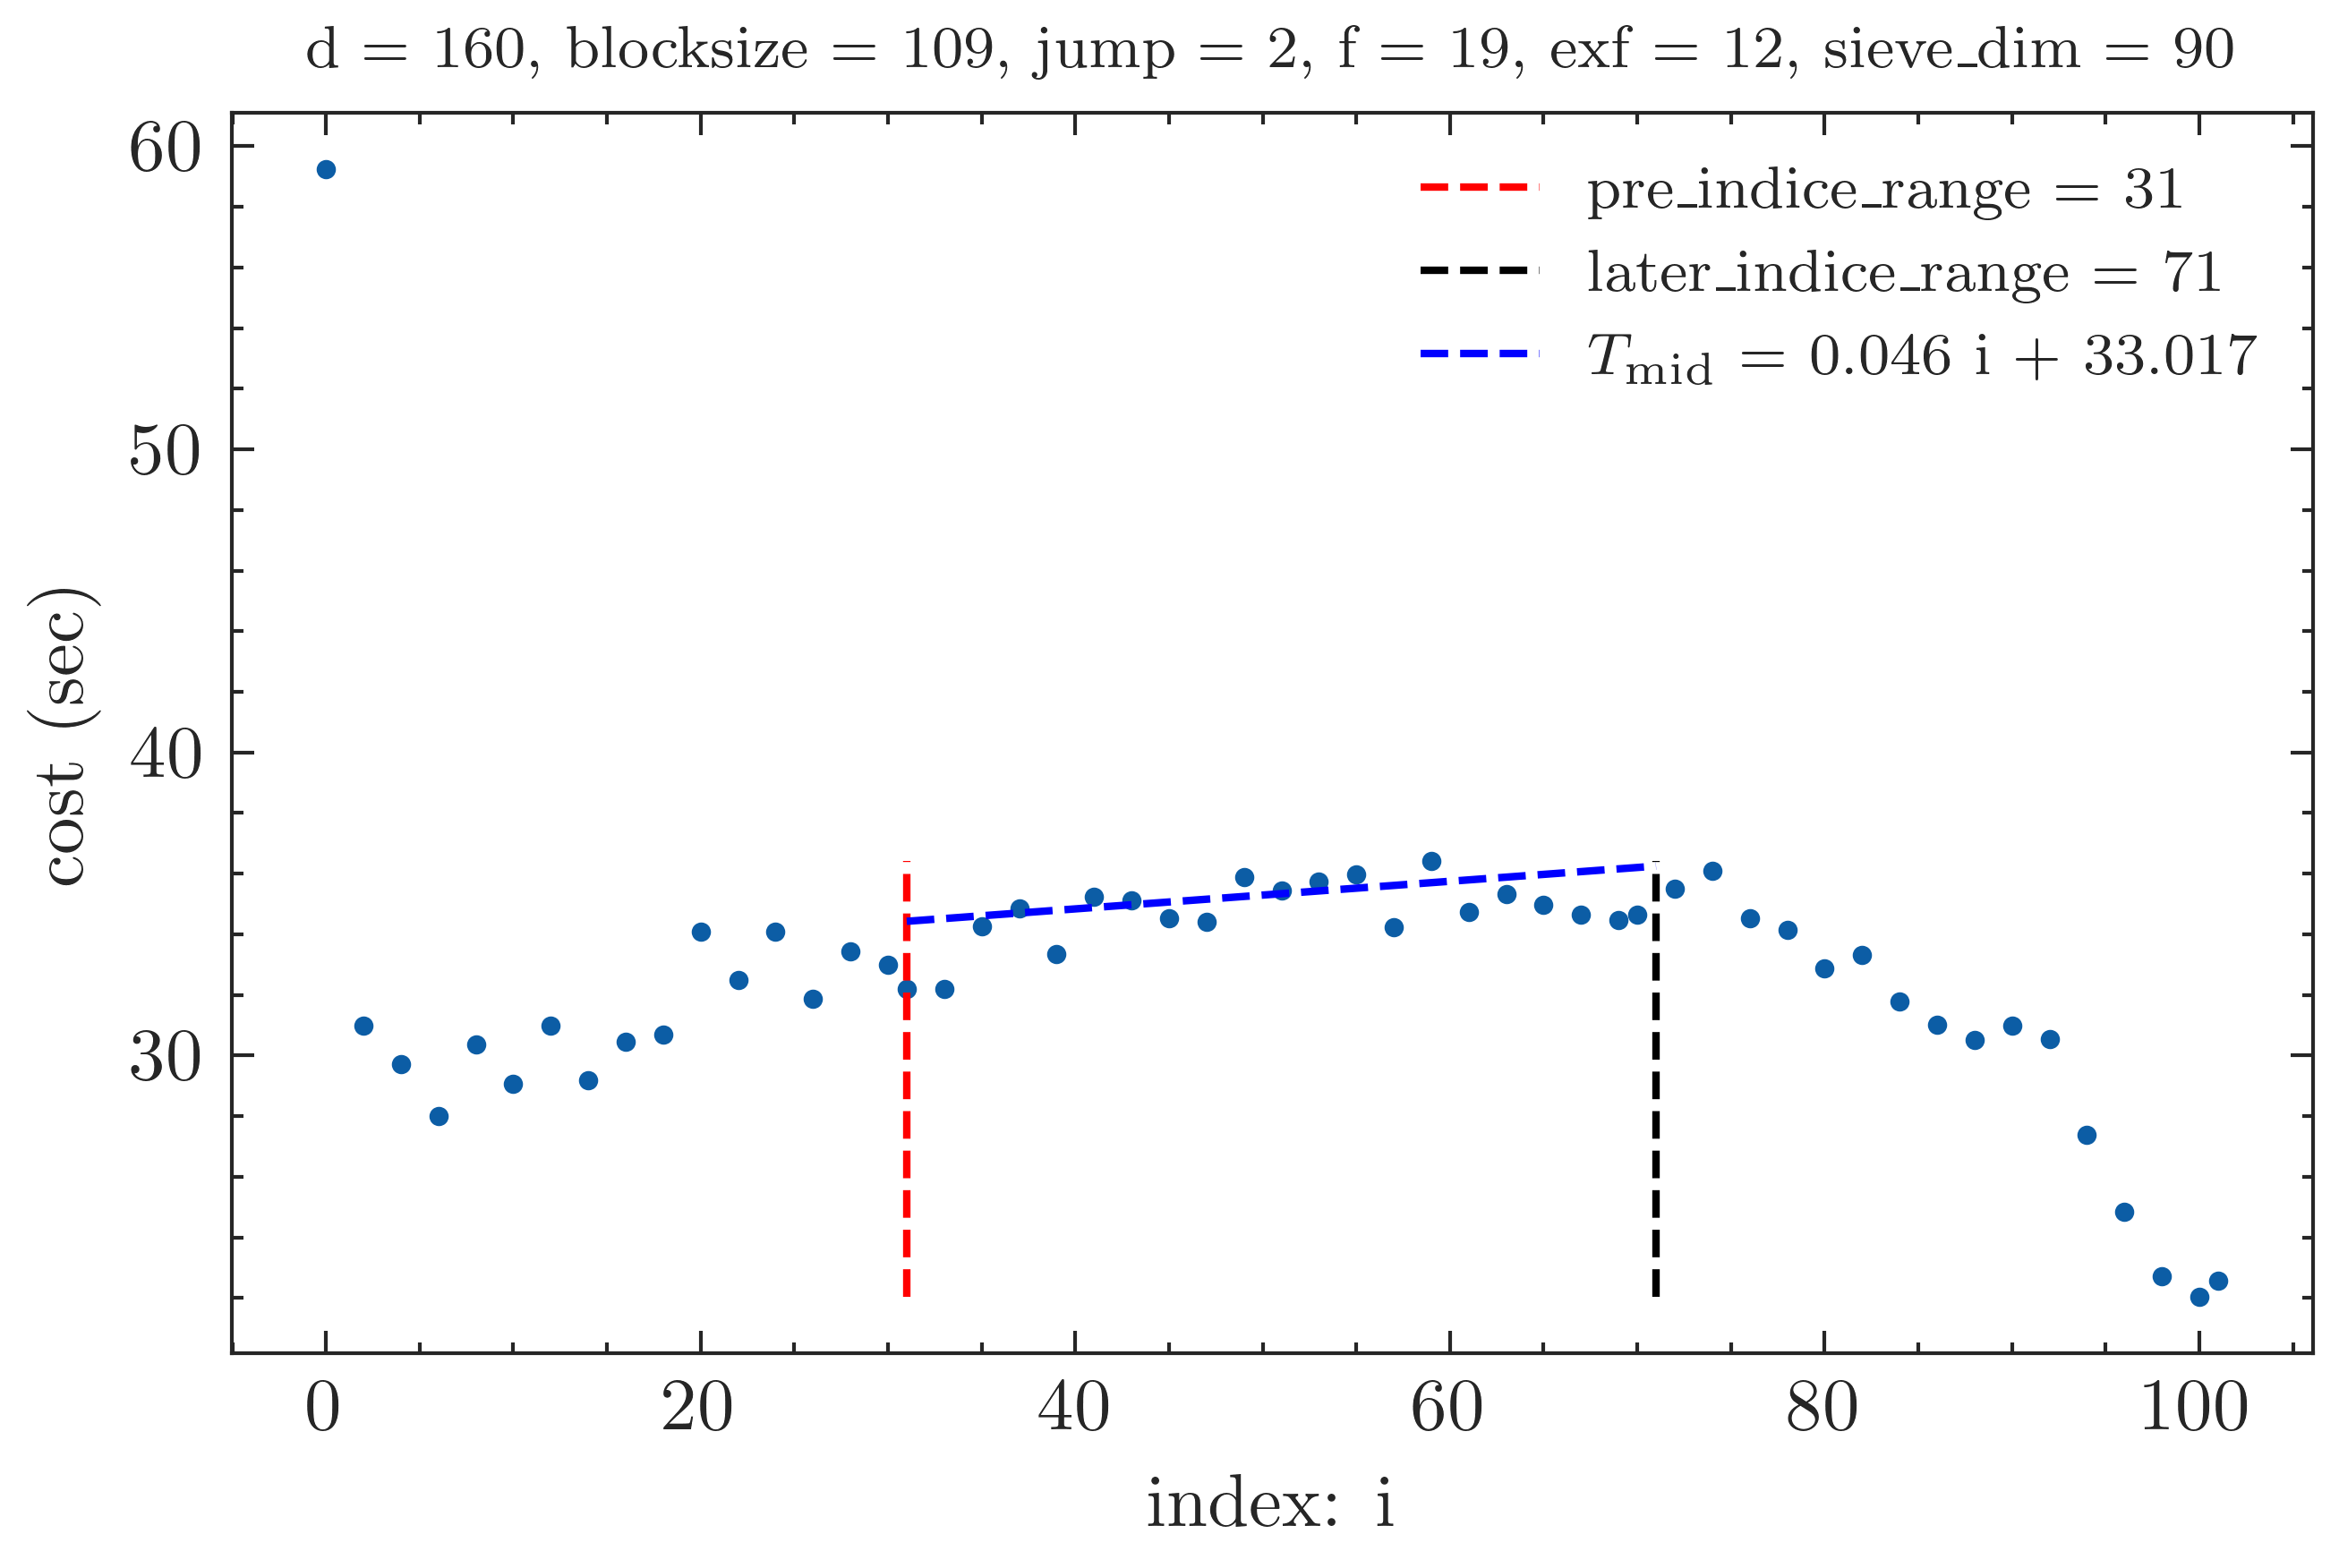 d = 160, blocksize = 109, jump = 2, f = 19, exf = 12, sieve_dim = 90
60
50
40
30
cost (sec)
pre_indice_range = 31
later_indice_range = 71
T_mid = 0.046 i + 33.017
0 20 40 60 80 100
index: i